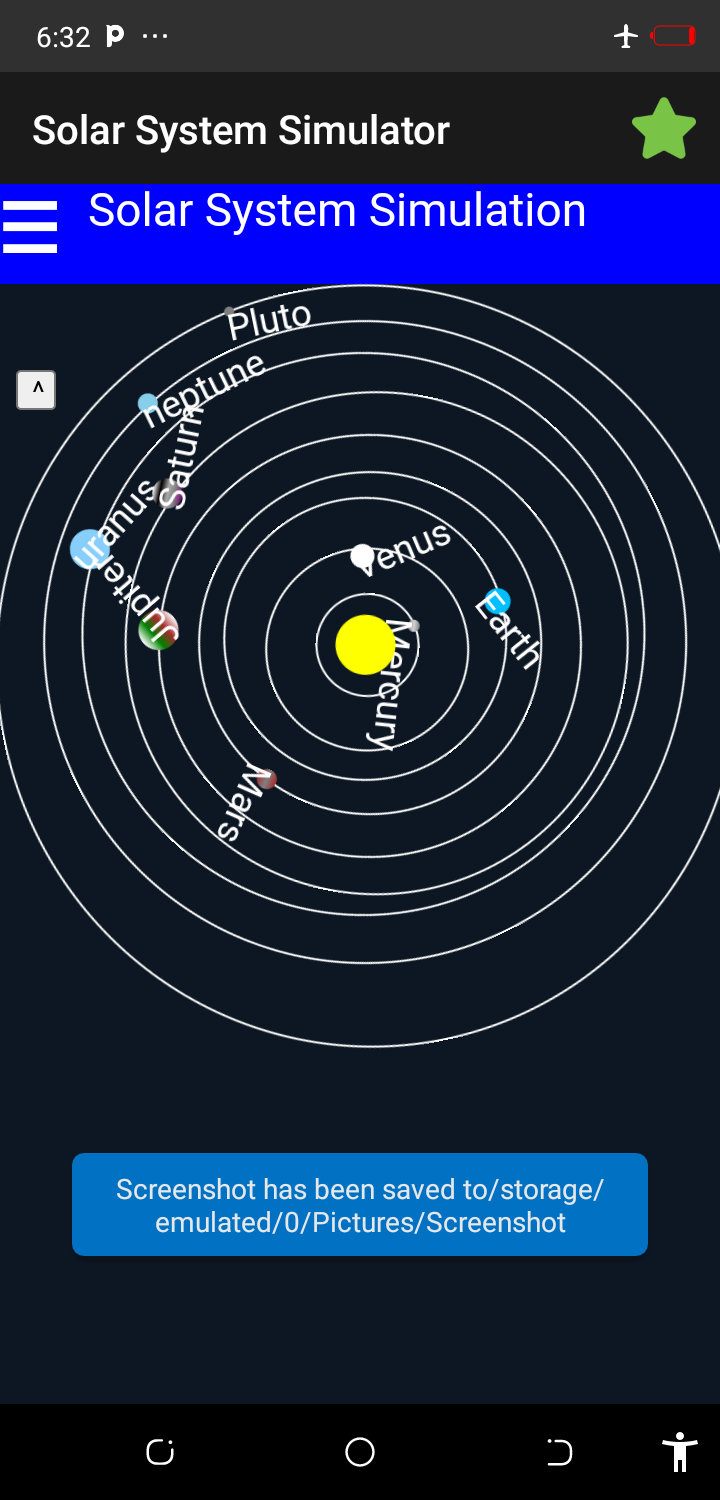 6:32
Solar System Simulator
Solar System Simulation
Pluto
^
neptune
Saturn
uranus
Venus
Jupiter
Earth
Mercury
Mars
Screenshot has been saved to/storage/
emulated/0/Pictures/Screenshot